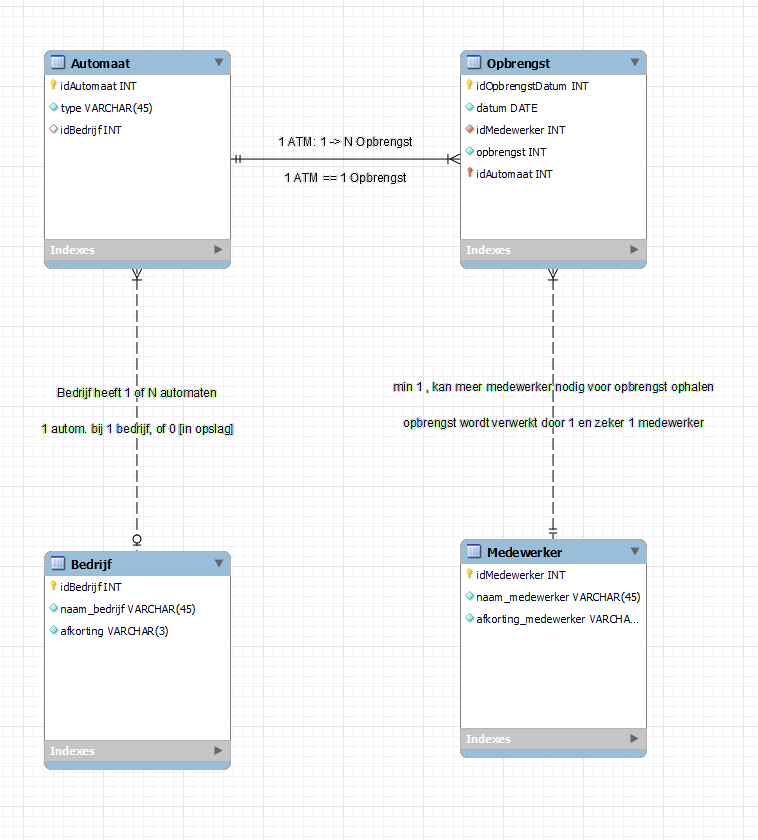 Automaat
idAutomaat INT
type VARCHAR(45)
idBedrijf INT
Indexes
Opbrengst
idOpbrengstDatum INT
datum DATE
idMedewerker INT
opbrengst INT
idAutomaat INT
Indexes
1 ATM: 1 -> N Opbrengst
1 ATM == 1 Opbrengst
Bedrijf heeft 1 of N automaten
1 autom. bij 1 bedrijf, of 0 [in opslag]
min 1 , kan meer medewerker nodig voor opbrengst ophalen
opbrengst wordt verwerkt door 1 en zeker 1 medewerker
Bedrijf
idBedrijf INT
naam_bedrijf VARCHAR(45)
afkorting VARCHAR(3)
Indexes
Medewerker
idMedewerker INT
naam_medewerker VARCHAR(45)
afkorting_medewerker VARCHA...
Indexes